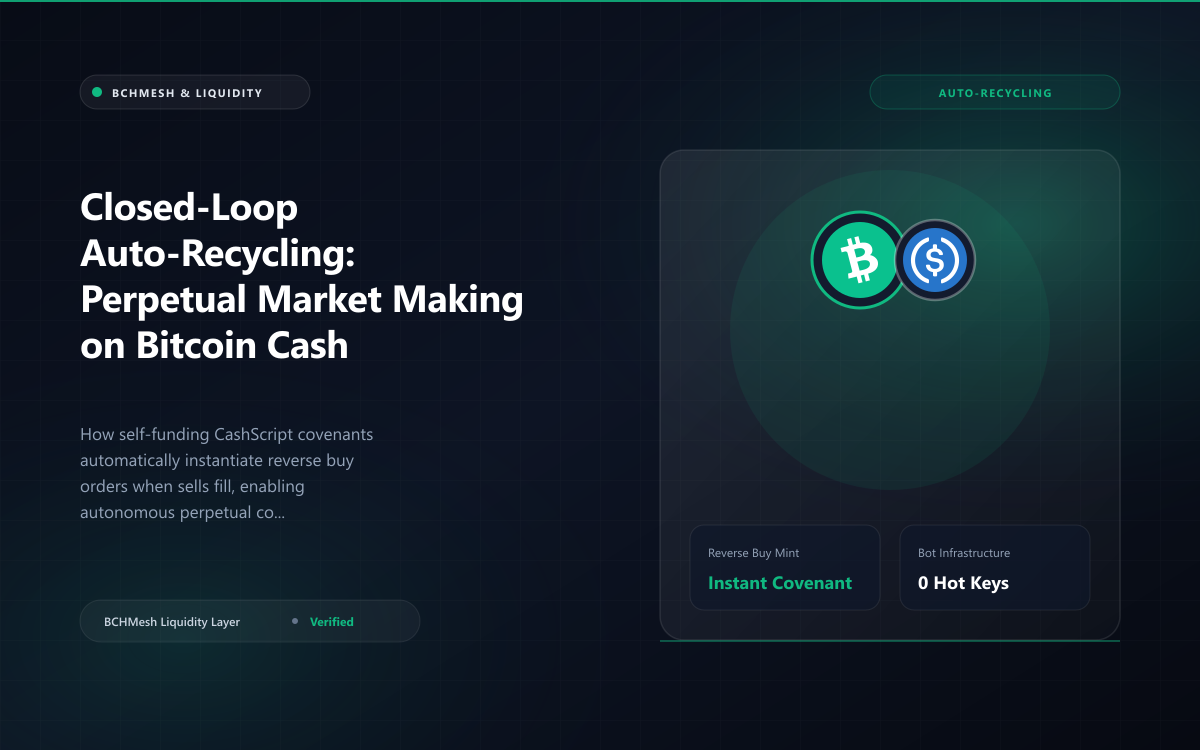 BCHMESH & LIQUIDITY
AUTO-RECYCLING
Closed-Loop
Auto-Recycling:
Perpetual Market Making
on Bitcoin Cash
How self-funding CashScript covenants
automatically instantiate reverse buy
orders when sells fill, enabling
autonomous perpetual co...
Reverse Buy Mint
Instant Covenant
Bot Infrastructure
0 Hot Keys
BCHMesh Liquidity Layer
Verified